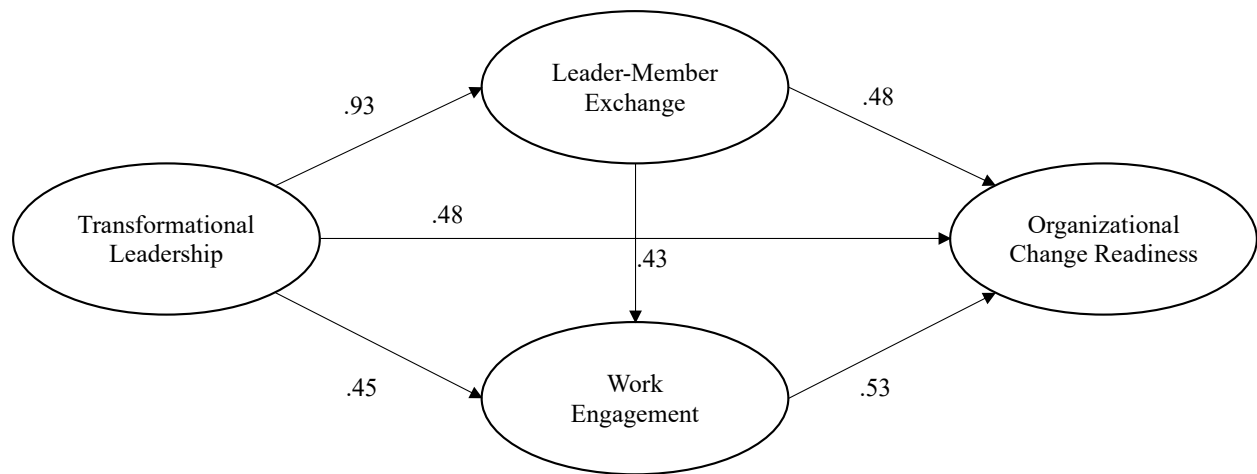 Leader-Member
Exchange
.93
.48
Transformational
Leadership
.48
.43
Organizational
Change Readiness
.45
Work
Engagement
.53